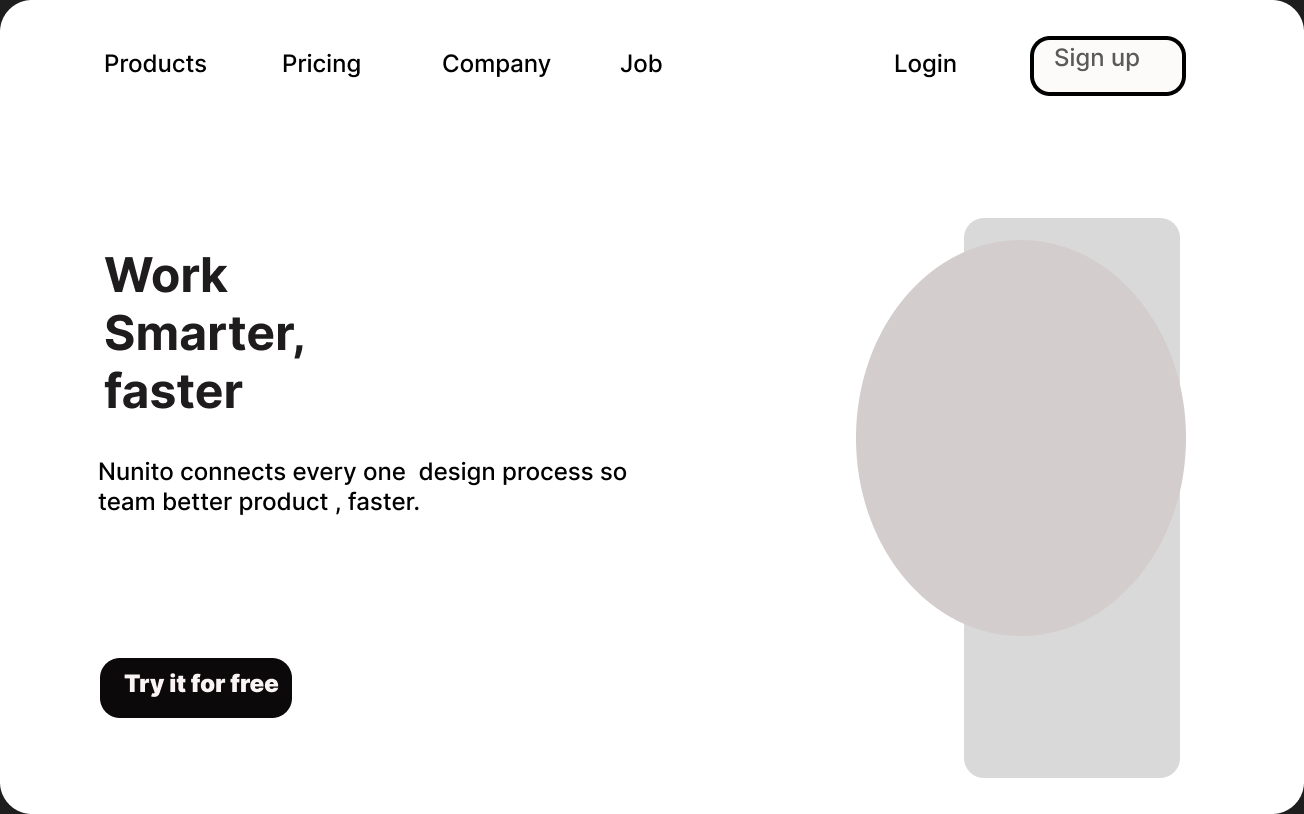 Products Pricing Company Job Login Sign up
Work
Smarter,
faster
Nunito connects every one  design process so
team better product , faster.
Try it for free